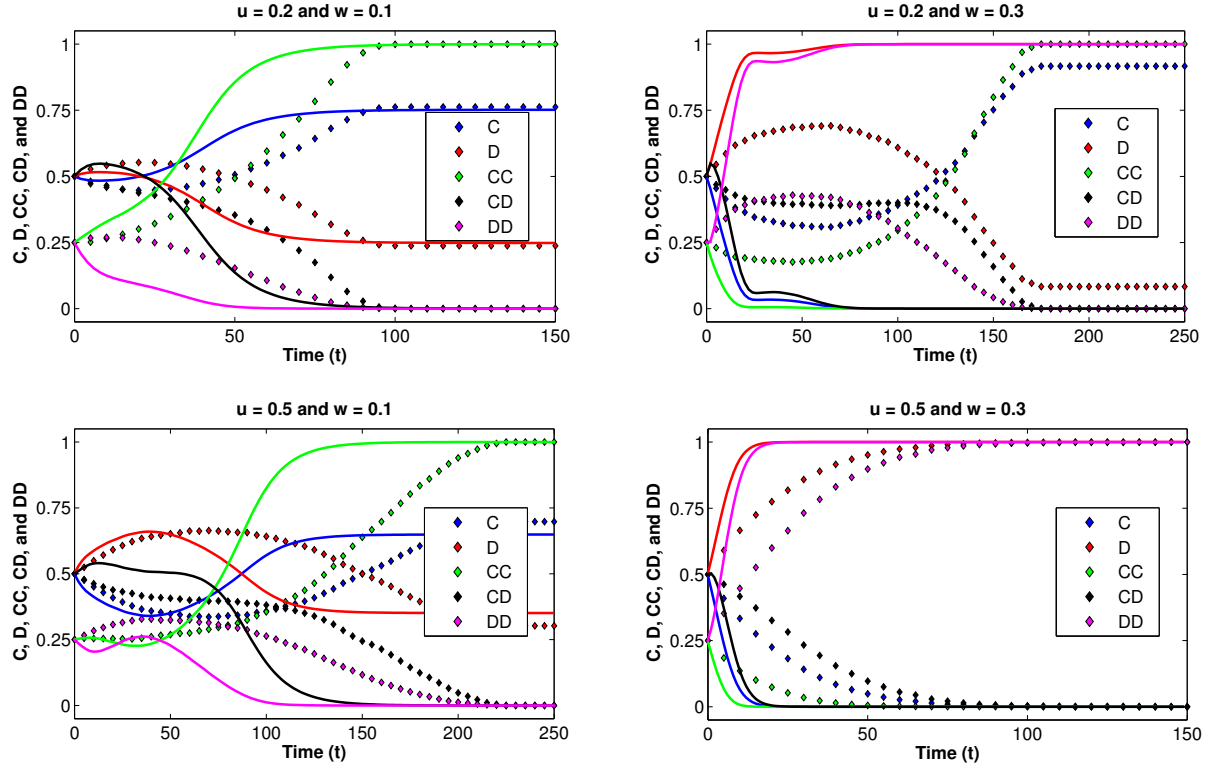 u = 0.2 and w = 0.1
C, D, CC, CD, and DD
1
0.75
0.5
0.25
0
0 50 100 150
Time (t)
C
D
CC
CD
DD
u = 0.2 and w = 0.3
C, D, CC, CD, and DD
1
0.75
0.5
0.25
0
0 50 100 150 200 250
Time (t)
C
D
CC
CD
DD
u = 0.5 and w = 0.1
C, D, CC, CD, and DD
1
0.75
0.5
0.25
0
0 50 100 150 200 250
Time (t)
C
D
CC
CD
DD
u = 0.5 and w = 0.3
C, D, CC, CD, and DD
1
0.75
0.5
0.25
0
0 50 100 150
Time (t)
C
D
CC
CD
DD